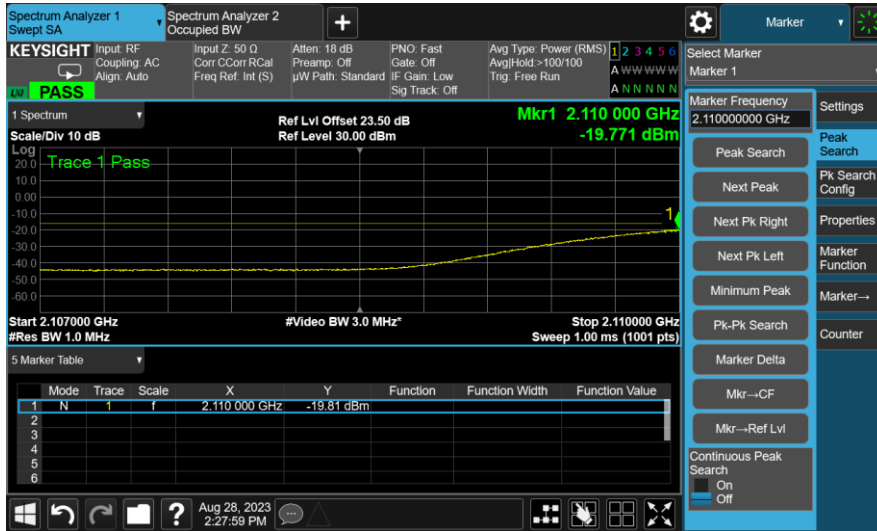 Spectrum Analyzer 1
Swept SA
Spectrum Analyzer 2
Occupied BW
+
Marker
KEYSIGHT
Input: RF
Coupling: AC
Align: Auto
Input Z: 50 Ω
Corr CCorr RCal
Freq Ref: Int (S)
Atten: 18 dB
Preamp: Off
µW Path: Standard
PNO: Fast
Gate: Off
IF Gain: Low
Sig Track: Off
Avg Type: Power (RMS)
Avg|Hold:>100/100
Trig: Free Run
1 2 3 4 5 6
A W W W W W
A N N N N N
LXI PASS
Select Marker
Marker 1
1 Spectrum
Scale/Div 10 dB
Ref Lvl Offset 23.50 dB
Ref Level 30.00 dBm
Mkr1 2.110 000 GHz
-19.771 dBm
Log
Trace 1 Pass
20.0
10.0
0.00
-10.0
-20.0
-30.0
-40.0
-50.0
-60.0
1
Start 2.107000 GHz
#Res BW 1.0 MHz
#Video BW 3.0 MHz*
Stop 2.110000 GHz
Sweep 1.00 ms (1001 pts)
5 Marker Table
Mode Trace Scale X Y Function Function Width Function Value
1 N 1 f 2.110 000 GHz -19.81 dBm
2
3
4
5
6
Marker Frequency
2.110000000 GHz
Peak Search
Next Peak
Next Pk Right
Next Pk Left
Minimum Peak
Pk-Pk Search
Marker Delta
Mkr→CF
Mkr→Ref Lvl
Continuous Peak
Search
On
Off
Settings
Peak
Search
Pk Search
Config
Properties
Marker
Function
Marker→
Counter
?
Aug 28, 2023
2:27:59 PM